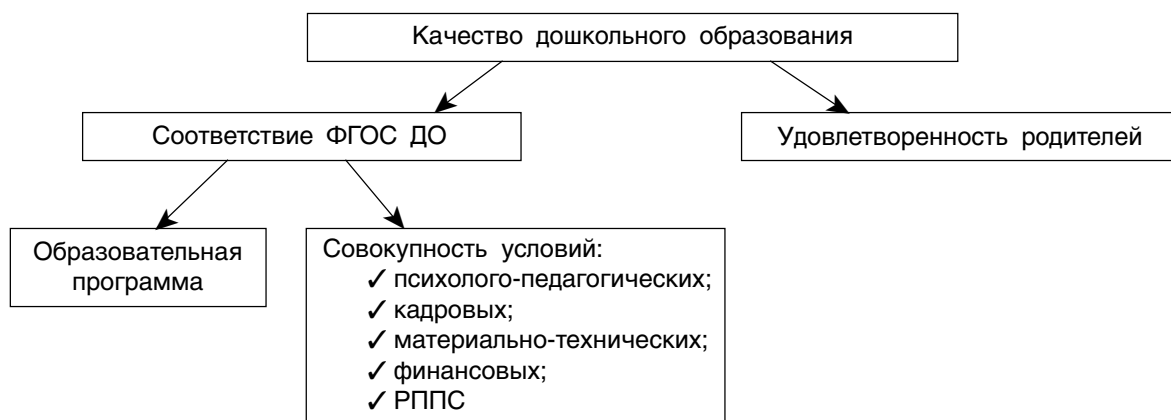 Качество дошкольного образования
Соответствие ФГОС ДО
Удовлетворенность родителей
Образовательная
программа
Совокупность условий:
✓ психолого-педагогических;
✓ кадровых;
✓ материально-технических;
✓ финансовых;
✓ РППС